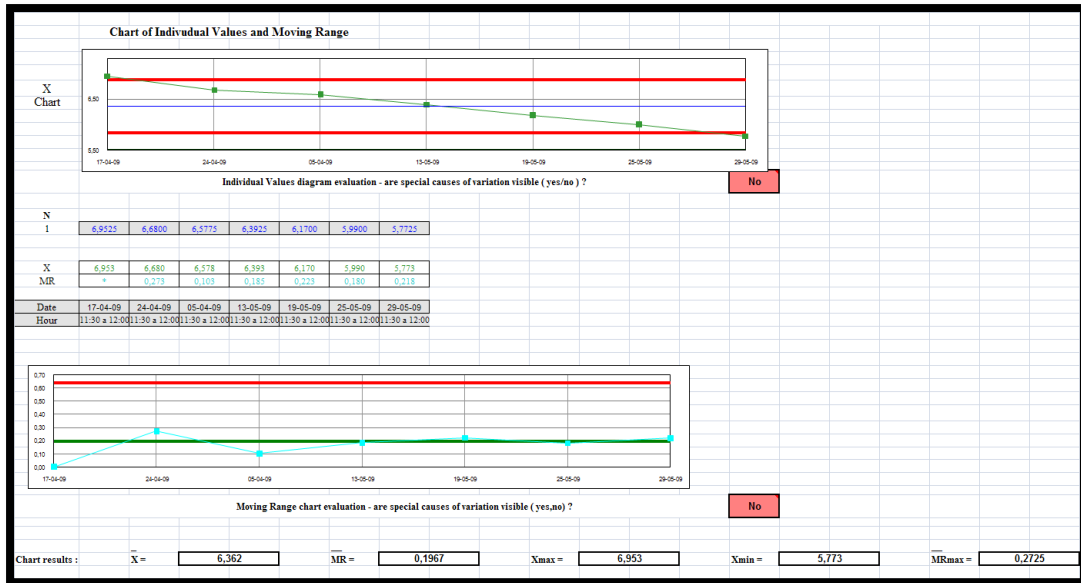 Chart of Indivudual Values and Moving Range
X
Chart
6,50
5,50
17-04-09 24-04-09 05-04-09 13-05-09 19-05-09 25-05-09 29-05-09
Individual Values diagram evaluation - are special causes of variation visible ( yes/no ) ? No
N
1 6,9525 6,6800 6,5775 6,3925 6,1700 5,9900 5,7725
X 6,953 6,680 6,578 6,393 6,170 5,990 5,773
MR * 0,273 0,103 0,185 0,223 0,180 0,218
Date 17-04-09 24-04-09 05-04-09 13-05-09 19-05-09 25-05-09 29-05-09
Hour 11:30 a 12:00 11:30 a 12:00 11:30 a 12:00 11:30 a 12:00 11:30 a 12:00 11:30 a 12:00 11:30 a 12:00
0,70
0,60
0,50
0,40
0,30
0,20
0,10
0,00
17-04-09 24-04-09 05-04-09 13-05-09 19-05-09 25-05-09 29-05-09
Moving Range chart evaluation - are special causes of variation visible ( yes,no) ? No
Chart results : X̅ = 6,362 M̅R̅ = 0,1967 Xmax = 6,953 Xmin = 5,773 M̅R̅max = 0,2725